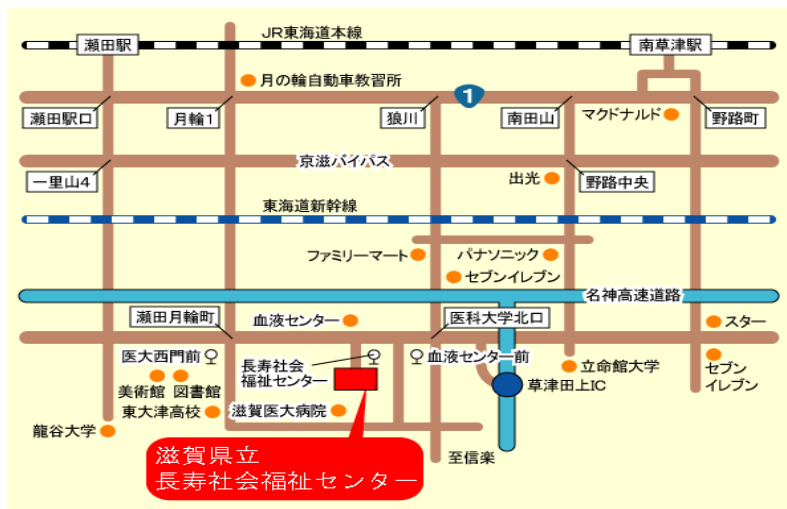 JR東海道本線
瀬田駅
南草津駅
月の輪自動車教習所
1
瀬田駅口
月輪1
狼川
南田山
マクドナルド
野路町
京滋バイパス
一里山4
出光
野路中央
東海道新幹線
ファミリーマート
パナソニック
セブンイレブン
名神高速道路
瀬田月輪町
血液センター
医科大学北口
スター
医大西門前
長寿社会
福祉センター
血液センター前
立命館大学
セブン
イレブン
美術館
図書館
草津田上IC
東大津高校
滋賀医大病院
龍谷大学
滋賀県立
長寿社会福祉センター
至信楽